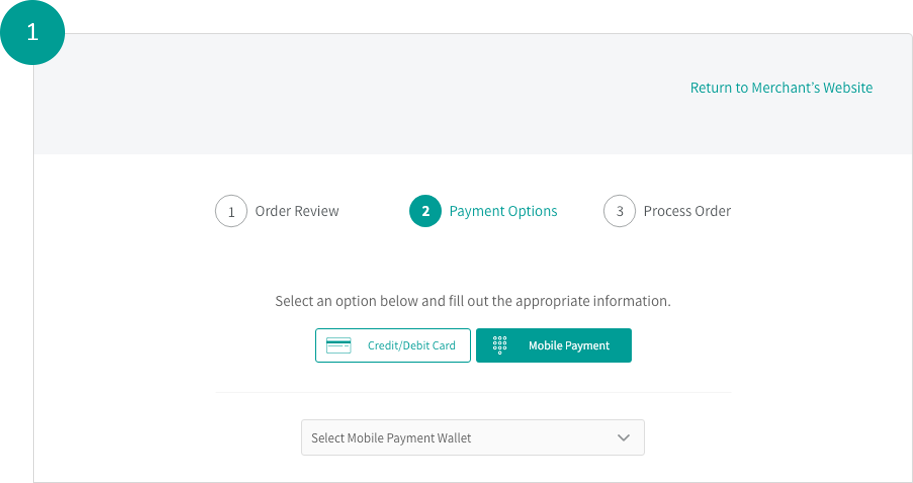 1
Return to Merchant's Website
1 Order Review 2 Payment Options 3 Process Order
Select an option below and fill out the appropriate information.
Credit/Debit Card Mobile Payment
Select Mobile Payment Wallet